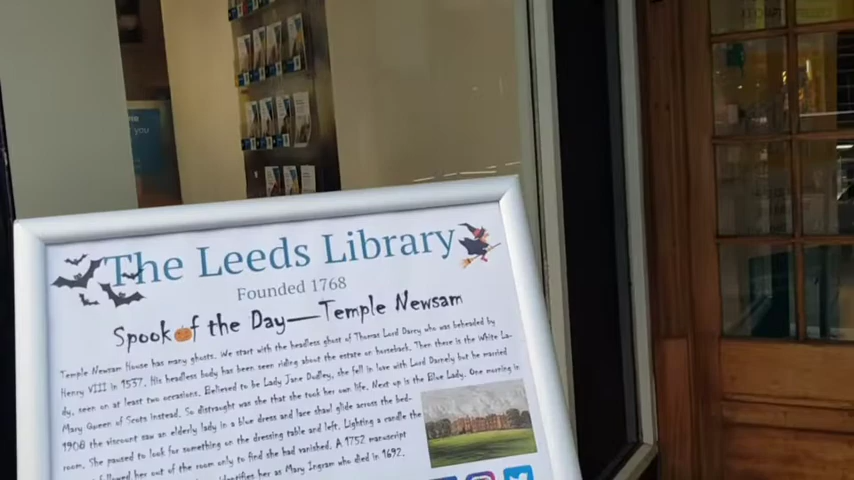 The Leeds Library
Founded 1768
Spook of the Day—Temple Newsam
Temple Newsam House has many ghosts. We start with the headless ghost of Thomas Lord Darcy who was beheaded by
Henry VIII in 1537. His headless body has been seen riding about the estate on horseback. Then there is the White La-
dy, seen on at least two occasions. Believed to be Lady Jane Dudley, she fell in love with Lord Darnely but he married
Mary Queen of Scots instead. So distraught was she that she took her own life. Next up is the Blue Lady. One morning in
1908 the viscount saw an elderly lady in a blue dress and lace shawl glide across the bed-
room. She paused to look for something on the dressing table and left. Lighting a candle the
followed her out of the room only to find she had vanished. A 1752 manuscript
identifies her as Mary Ingram who died in 1692.